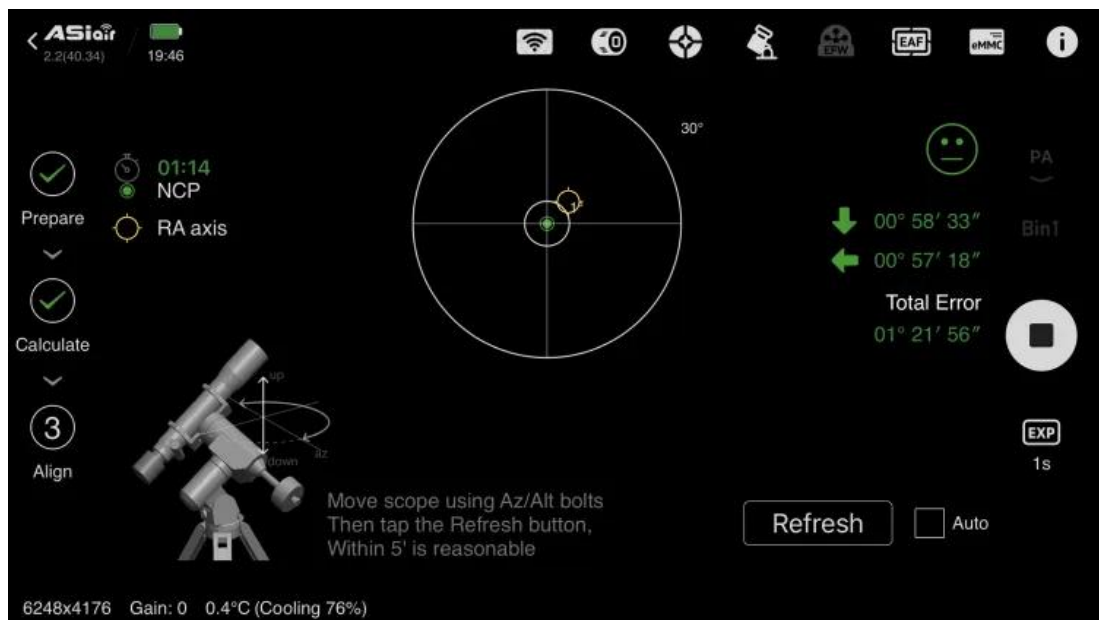 ASiair
2.2(40.34)
19:46
0
EFW
EAF
eMMC
i
30°
01:14
NCP
1°
PA
Prepare
RA axis
00° 58′ 33″
Bin1
00° 57′ 18″
Total Error
01° 21′ 56″
Calculate
up
3
down
az
EXP
1s
Align
Move scope using Az/Alt bolts
Then tap the Refresh button,
Within 5' is reasonable
Refresh
Auto
6248x4176 Gain: 0 0.4°C (Cooling 76%)